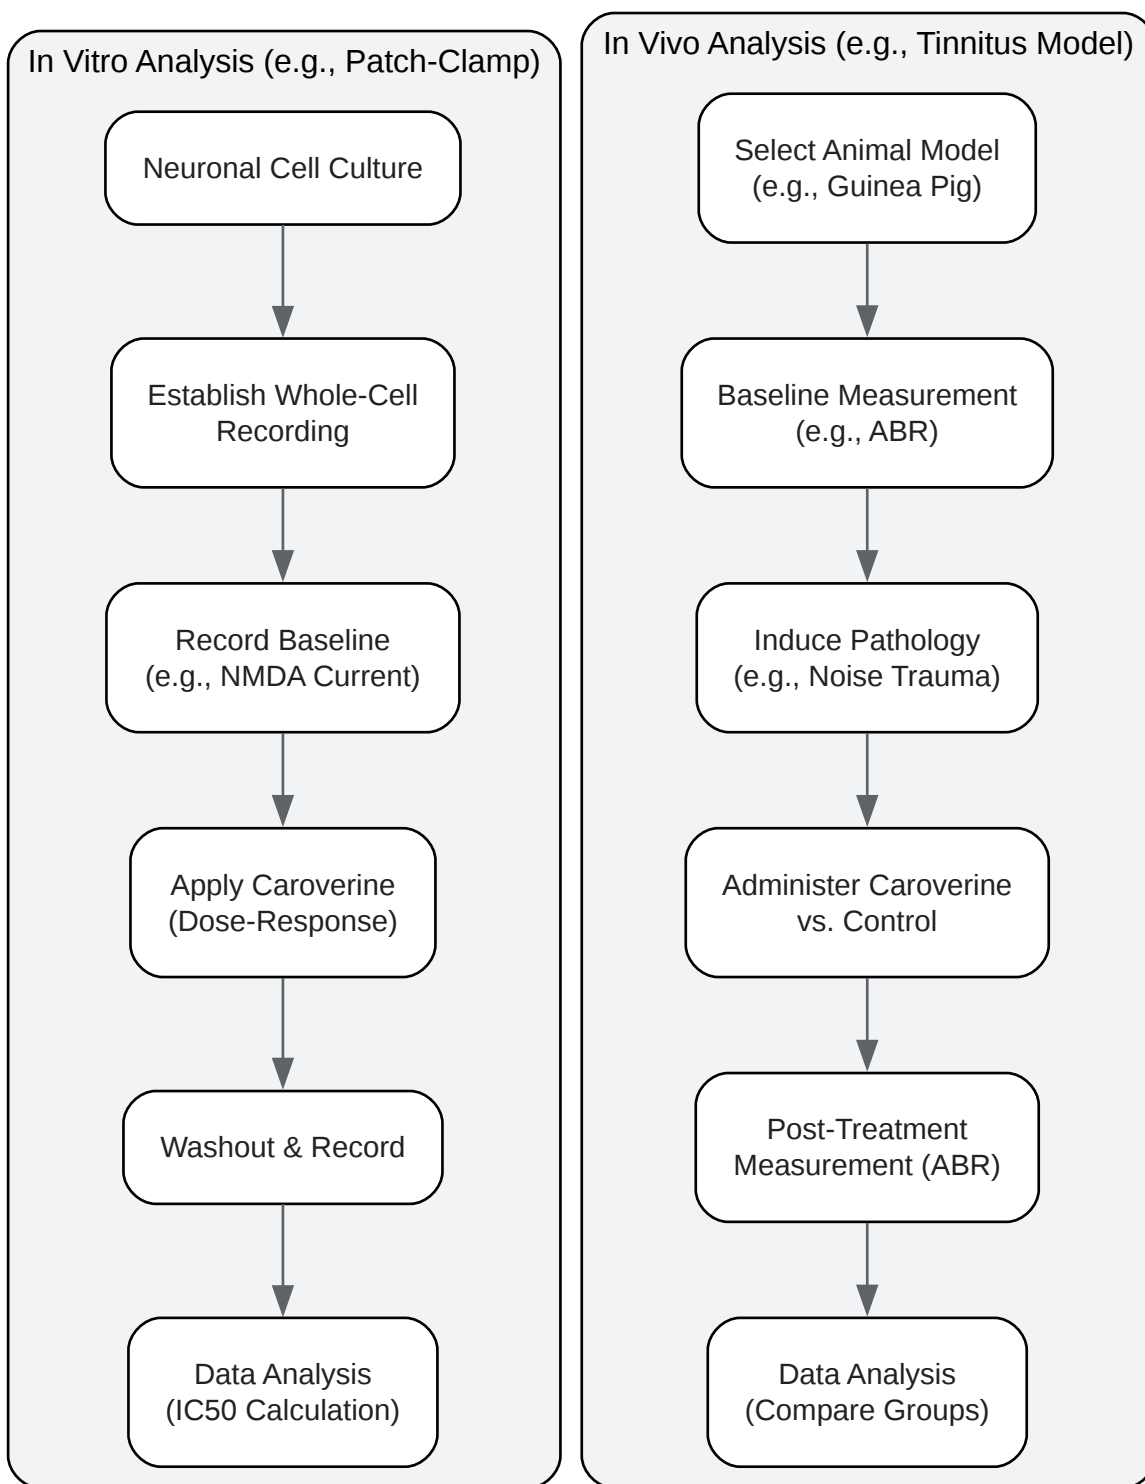 In Vitro Analysis (e.g., Patch-Clamp)
Neuronal Cell Culture
Establish Whole-Cell
Recording
Record Baseline
(e.g., NMDA Current)
Apply Caroverine
(Dose-Response)
Washout & Record
Data Analysis
(IC50 Calculation)
In Vivo Analysis (e.g., Tinnitus Model)
Select Animal Model
(e.g., Guinea Pig)
Baseline Measurement
(e.g., ABR)
Induce Pathology
(e.g., Noise Trauma)
Administer Caroverine
vs. Control
Post-Treatment
Measurement (ABR)
Data Analysis
(Compare Groups)